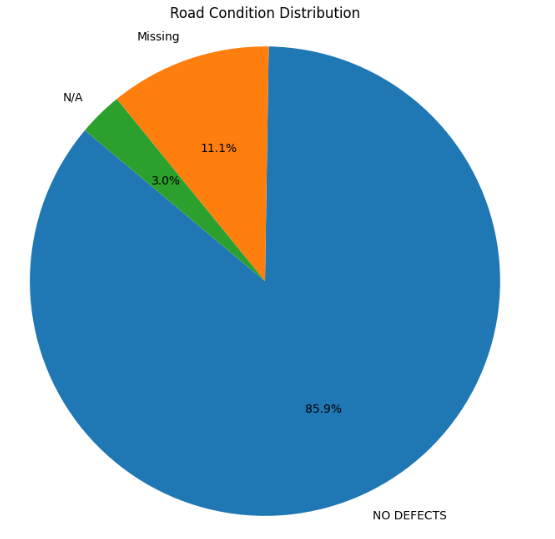 Road Condition Distribution
Missing
N/A
11.1%
3.0%
85.9%
NO DEFECTS